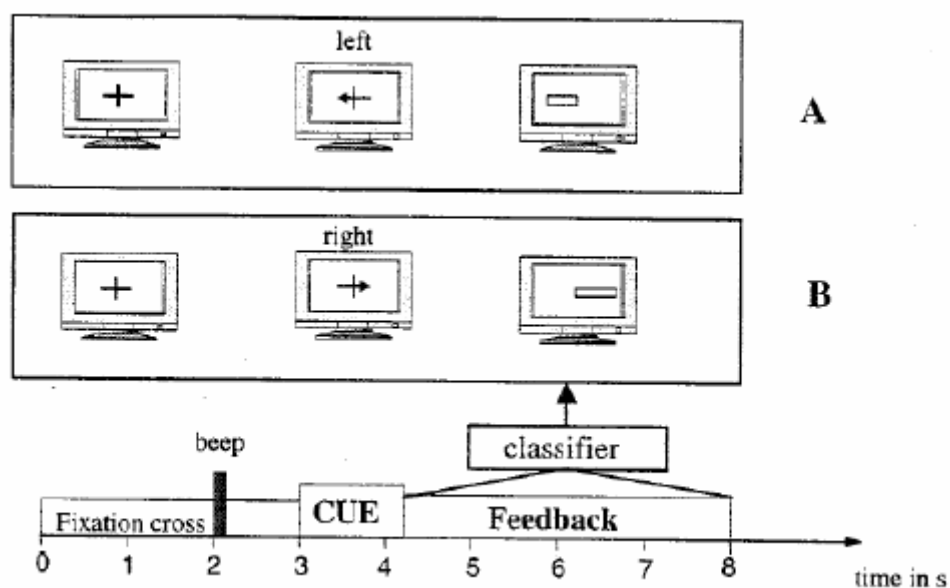 left
A
right
B
classifier
beep
Fixation cross
CUE
Feedback
0 1 2 3 4 5 6 7 8
time in s